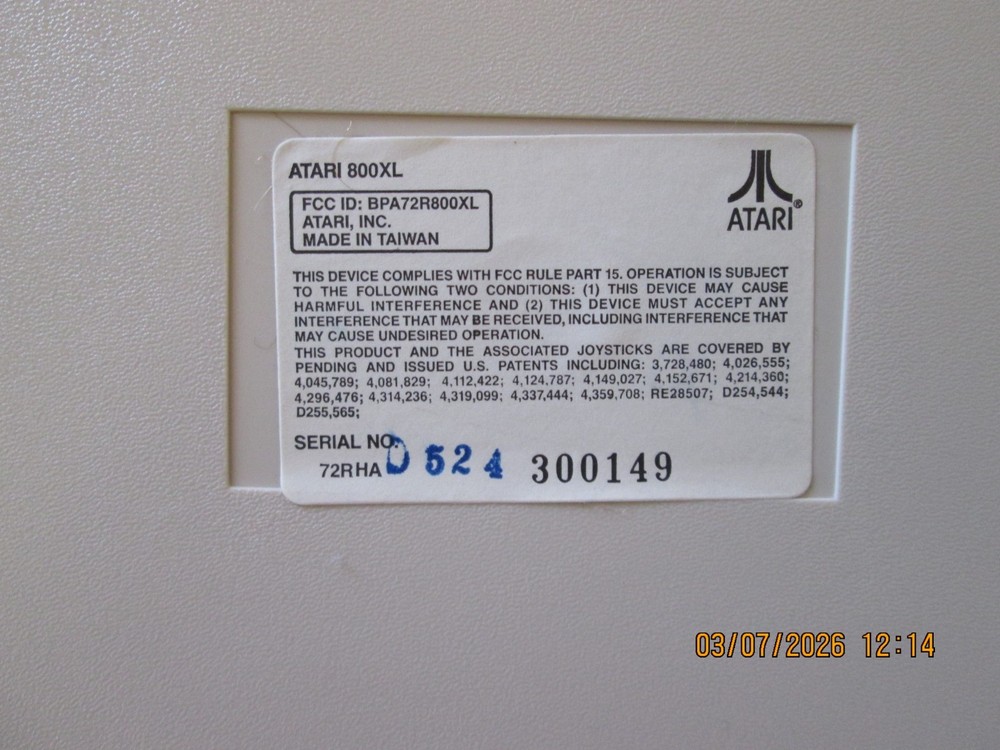 ATARI 800XL
FCC ID: BPA72R800XL
ATARI, INC.
MADE IN TAIWAN
ATARI®
THIS DEVICE COMPLIES WITH FCC RULE PART 15. OPERATION IS SUBJECT
TO THE FOLLOWING TWO CONDITIONS: (1) THIS DEVICE MAY CAUSE
HARMFUL INTERFERENCE AND (2) THIS DEVICE MUST ACCEPT ANY
INTERFERENCE THAT MAY BE RECEIVED, INCLUDING INTERFERENCE THAT
MAY CAUSE UNDESIRED OPERATION.
THIS PRODUCT AND THE ASSOCIATED JOYSTICKS ARE COVERED BY
PENDING AND ISSUED U.S. PATENTS INCLUDING: 3,728,480; 4,026,555;
4,045,789; 4,081,829; 4,112,422; 4,124,787; 4,149,027; 4,152,671; 4,214,360;
4,296,476; 4,314,236; 4,319,099; 4,337,444; 4,359,708; RE28507; D254,544;
D255,565;
SERIAL NO.
72RHA D 524 300149
03/07/2026 12:14